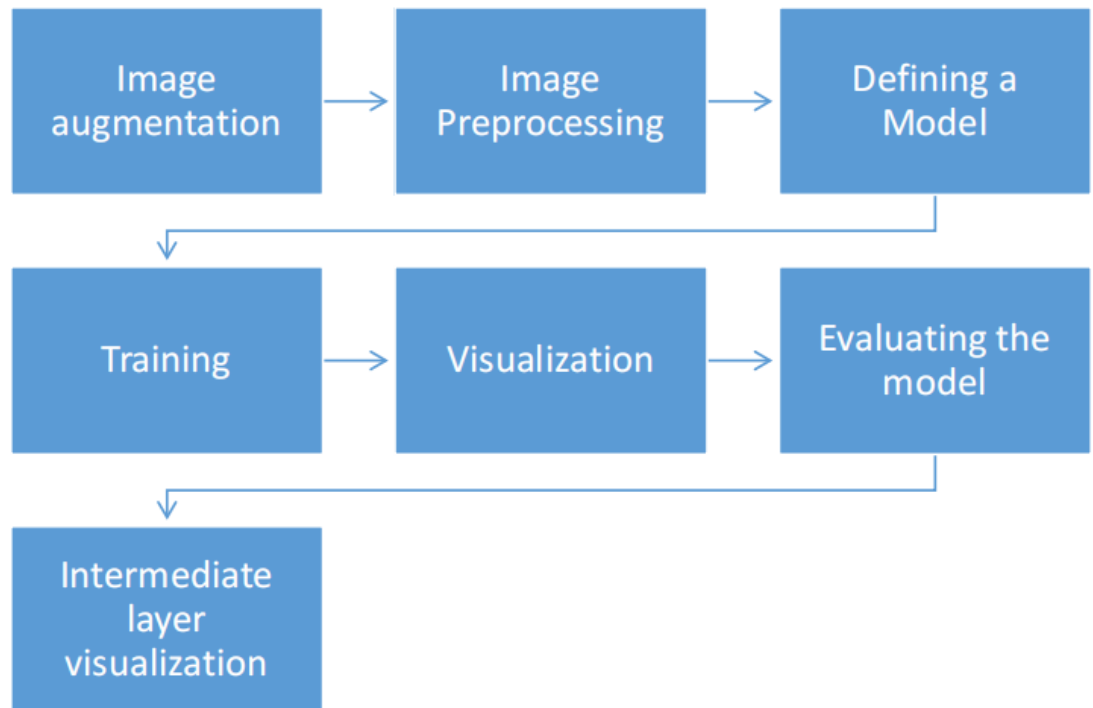 Image
augmentation
Image
Preprocessing
Defining a
Model
Training
Visualization
Evaluating the
model
Intermediate
layer
visualization